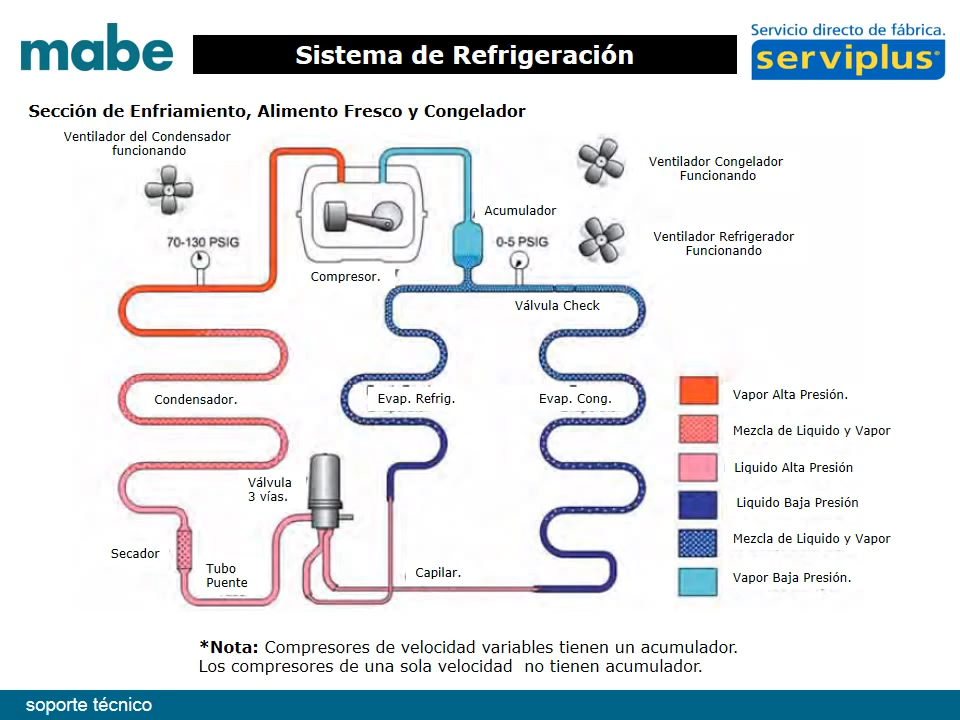 mabe
Sistema de Refrigeración
Servicio directo de fábrica.
serviplus
Sección de Enfriamiento, Alimento Fresco y Congelador
Ventilador del Condensador
funcionando
Ventilador Congelador
Funcionando
Acumulador
Ventilador Refrigerador
Funcionando
70-130 PSIG
0-5 PSIG
Compresor.
Válvula Check
Condensador.
Evap. Refrig.
Evap. Cong.
Vapor Alta Presión.
Mezcla de Liquido y Vapor
Liquido Alta Presión
Liquido Baja Presión
Mezcla de Liquido y Vapor
Vapor Baja Presión.
Válvula
3 vías.
Secador
Tubo
Puente
Capilar.
*Nota: Compresores de velocidad variables tienen un acumulador.
Los compresores de una sola velocidad  no tienen acumulador.
soporte técnico